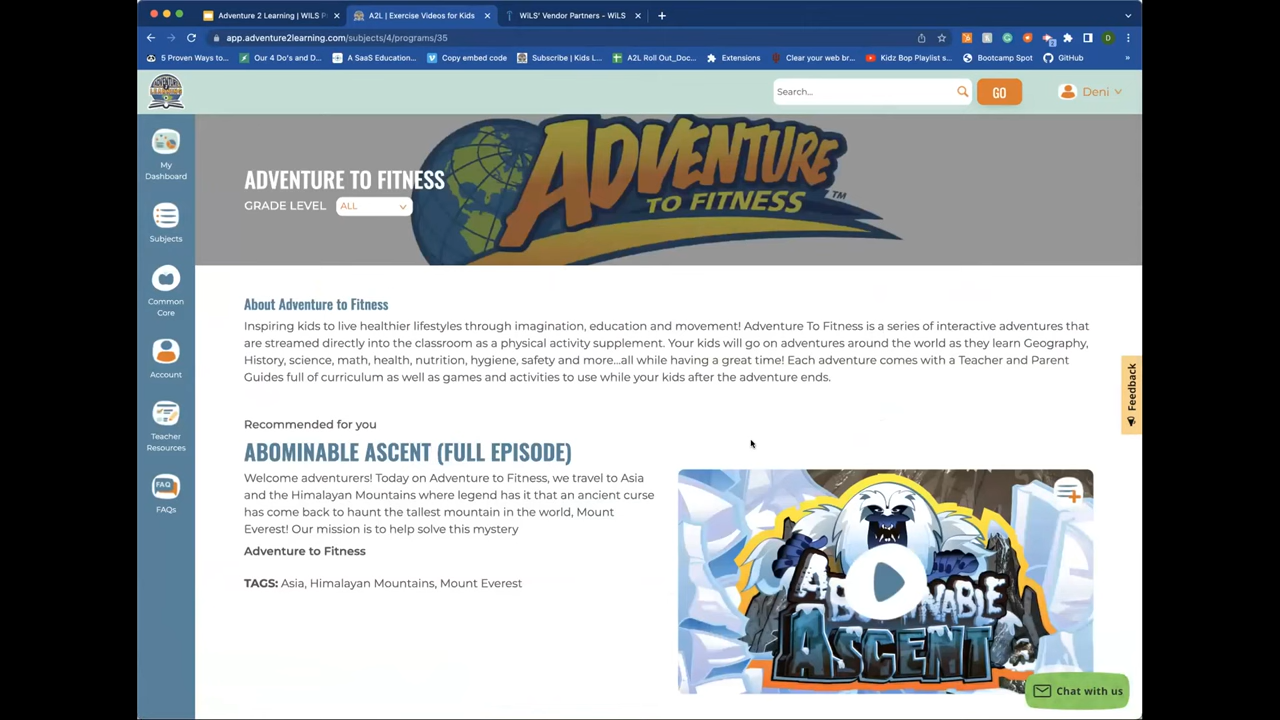 Adventure 2 Learning | WILS P
A2L | Exercise Videos for Kids
WiLS' Vendor Partners - WiLS
app.adventure2learning.com/subjects/4/programs/35
5 Proven Ways to...
Our 4 Do's and D...
A SaaS Education...
Copy embed code
Subscribe | Kids L...
A2L Roll Out_Doc...
Extensions
Clear your web br...
Kidz Bop Playlist s...
Bootcamp Spot
GitHub
»
Search...
GO
Deni
My
Dashboard
Subjects
Common
Core
Account
Teacher
Resources
FAQ
FAQs
ADVENTURE
TO FITNESS™
ADVENTURE TO FITNESS
GRADE LEVEL ALL
About Adventure to Fitness
Inspiring kids to live healthier lifestyles through imagination, education and movement! Adventure To Fitness is a series of interactive adventures that
are streamed directly into the classroom as a physical activity supplement. Your kids will go on adventures around the world as they learn Geography,
History, science, math, health, nutrition, hygiene, safety and more...all while having a great time! Each adventure comes with a Teacher and Parent
Guides full of curriculum as well as games and activities to use while your kids after the adventure ends.
Feedback
Recommended for you
ABOMINABLE ASCENT (FULL EPISODE)
Welcome adventurers! Today on Adventure to Fitness, we travel to Asia
and the Himalayan Mountains where legend has it that an ancient curse
has come back to haunt the tallest mountain in the world, Mount
Everest! Our mission is to help solve this mystery
Adventure to Fitness
TAGS: Asia, Himalayan Mountains, Mount Everest
ABOMINABLE
ASCENT
Chat with us